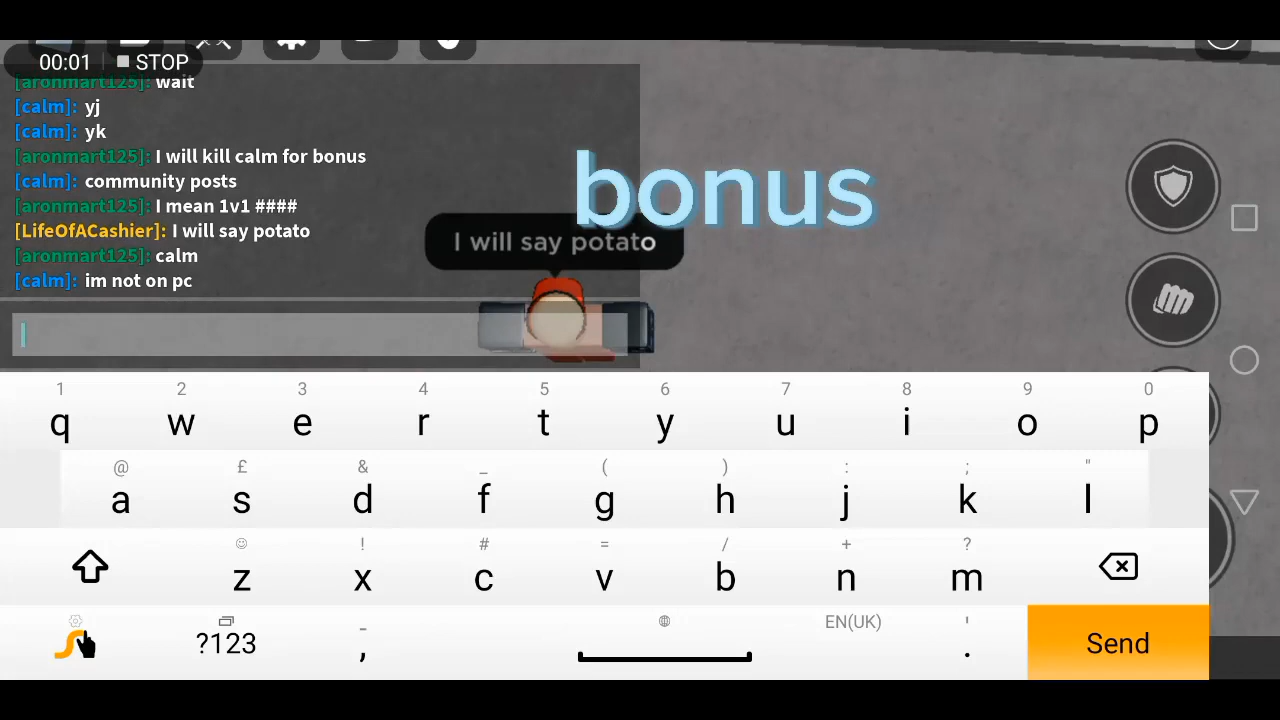 00:01 STOP
[aronmart125]: wait
[calm]: yj
[calm]: yk
[aronmart125]: I will kill calm for bonus
[calm]: community posts
[aronmart125]: I mean 1v1 ####
[LifeOfACashier]: I will say potato
[aronmart125]: calm
[calm]: im not on pc
bonus
I will say potato
1 2 3 4 5 6 7 8 9 0
q w e r t y u i o p
@ £ & _ ( ) : ; "
a s d f g h j k l
! # = / + ?
z x c v b n m
- EN(UK) '
?123 , . Send